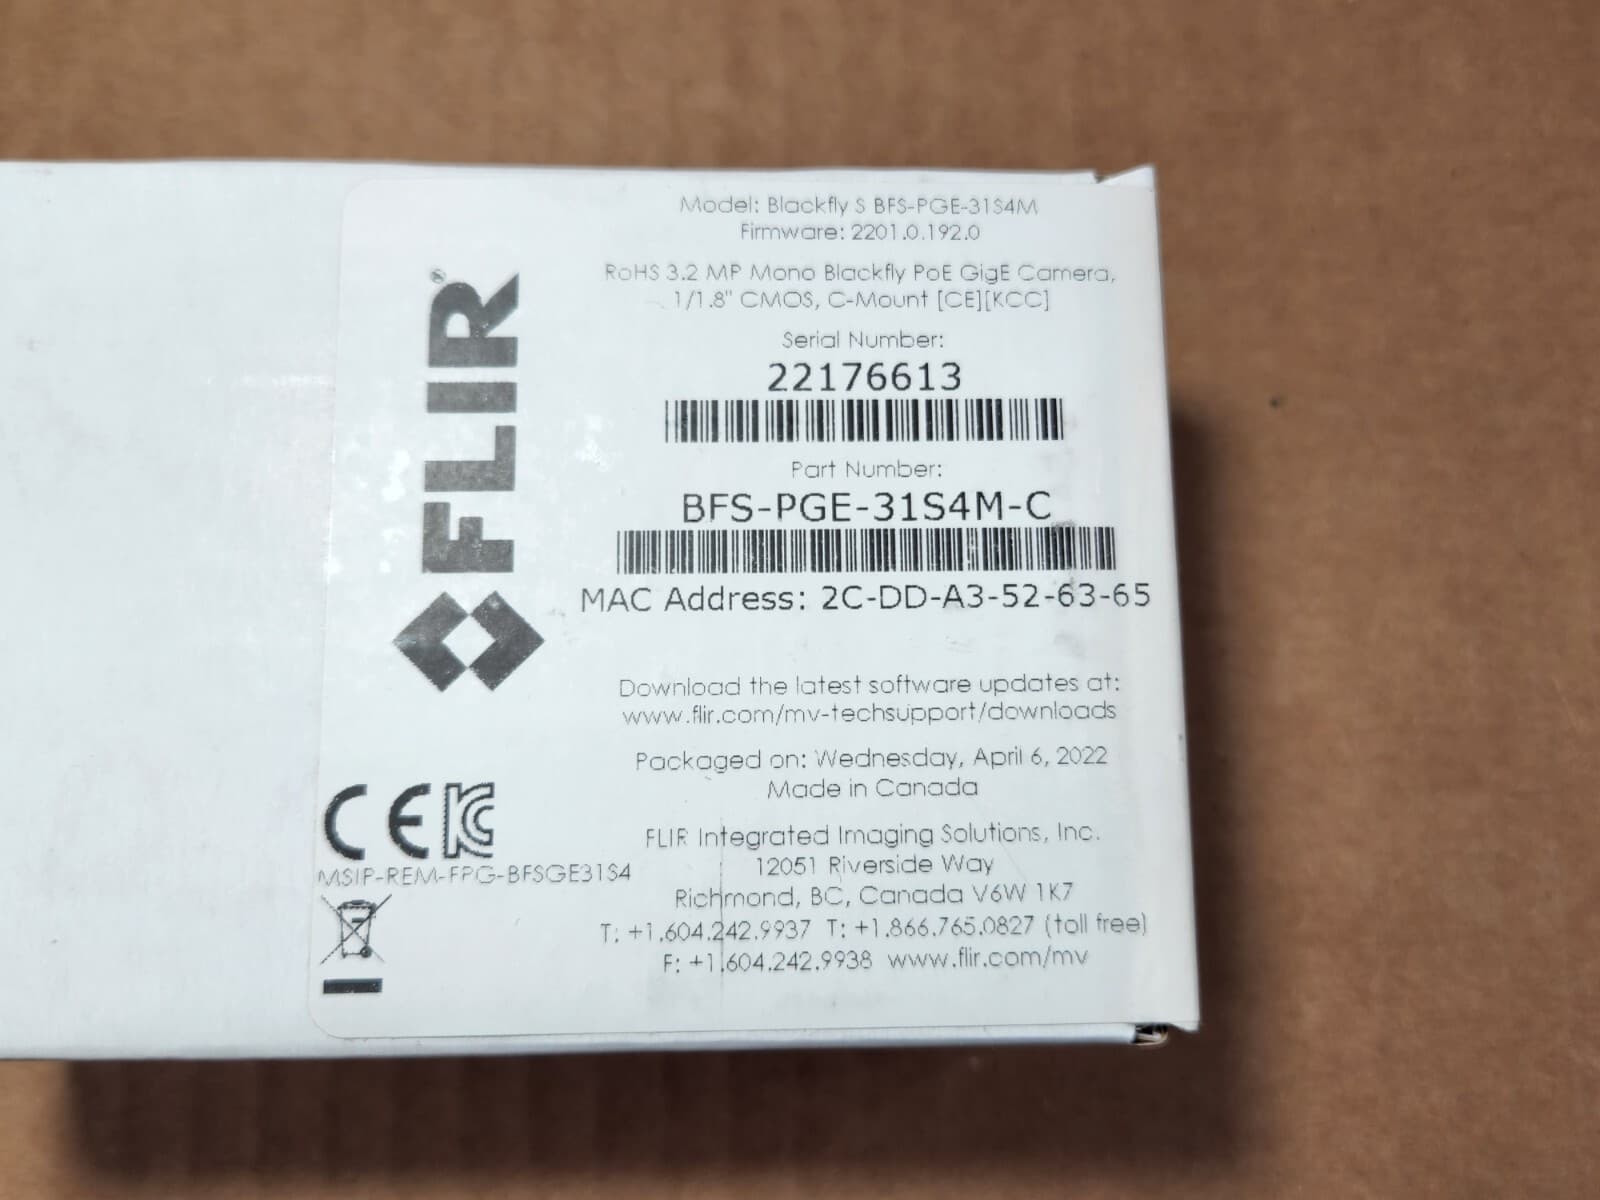 Model: Blackfly S BFS-PGE-31S4M
Firmware: 2201.0.192.0
RoHS 3.2 MP Mono Blackfly PoE GigE Camera,
1/1.8" CMOS, C-Mount [CE][KCC]
Serial Number:
22176613
Part Number:
BFS-PGE-31S4M-C
MAC Address: 2C-DD-A3-52-63-65
Download the latest software updates at:
www.flir.com/mv-techsupport/downloads
Packaged on: Wednesday, April 6, 2022
Made in Canada
FLIR Integrated Imaging Solutions, Inc.
12051 Riverside Way
Richmond, BC, Canada V6W 1K7
T: +1.604.242.9937 T: +1.866.765.0827 (toll free)
F: +1.604.242.9938 www.flir.com/mv
FLIR®
CE KC
MSIP-REM-FPG-BFSGE31S4